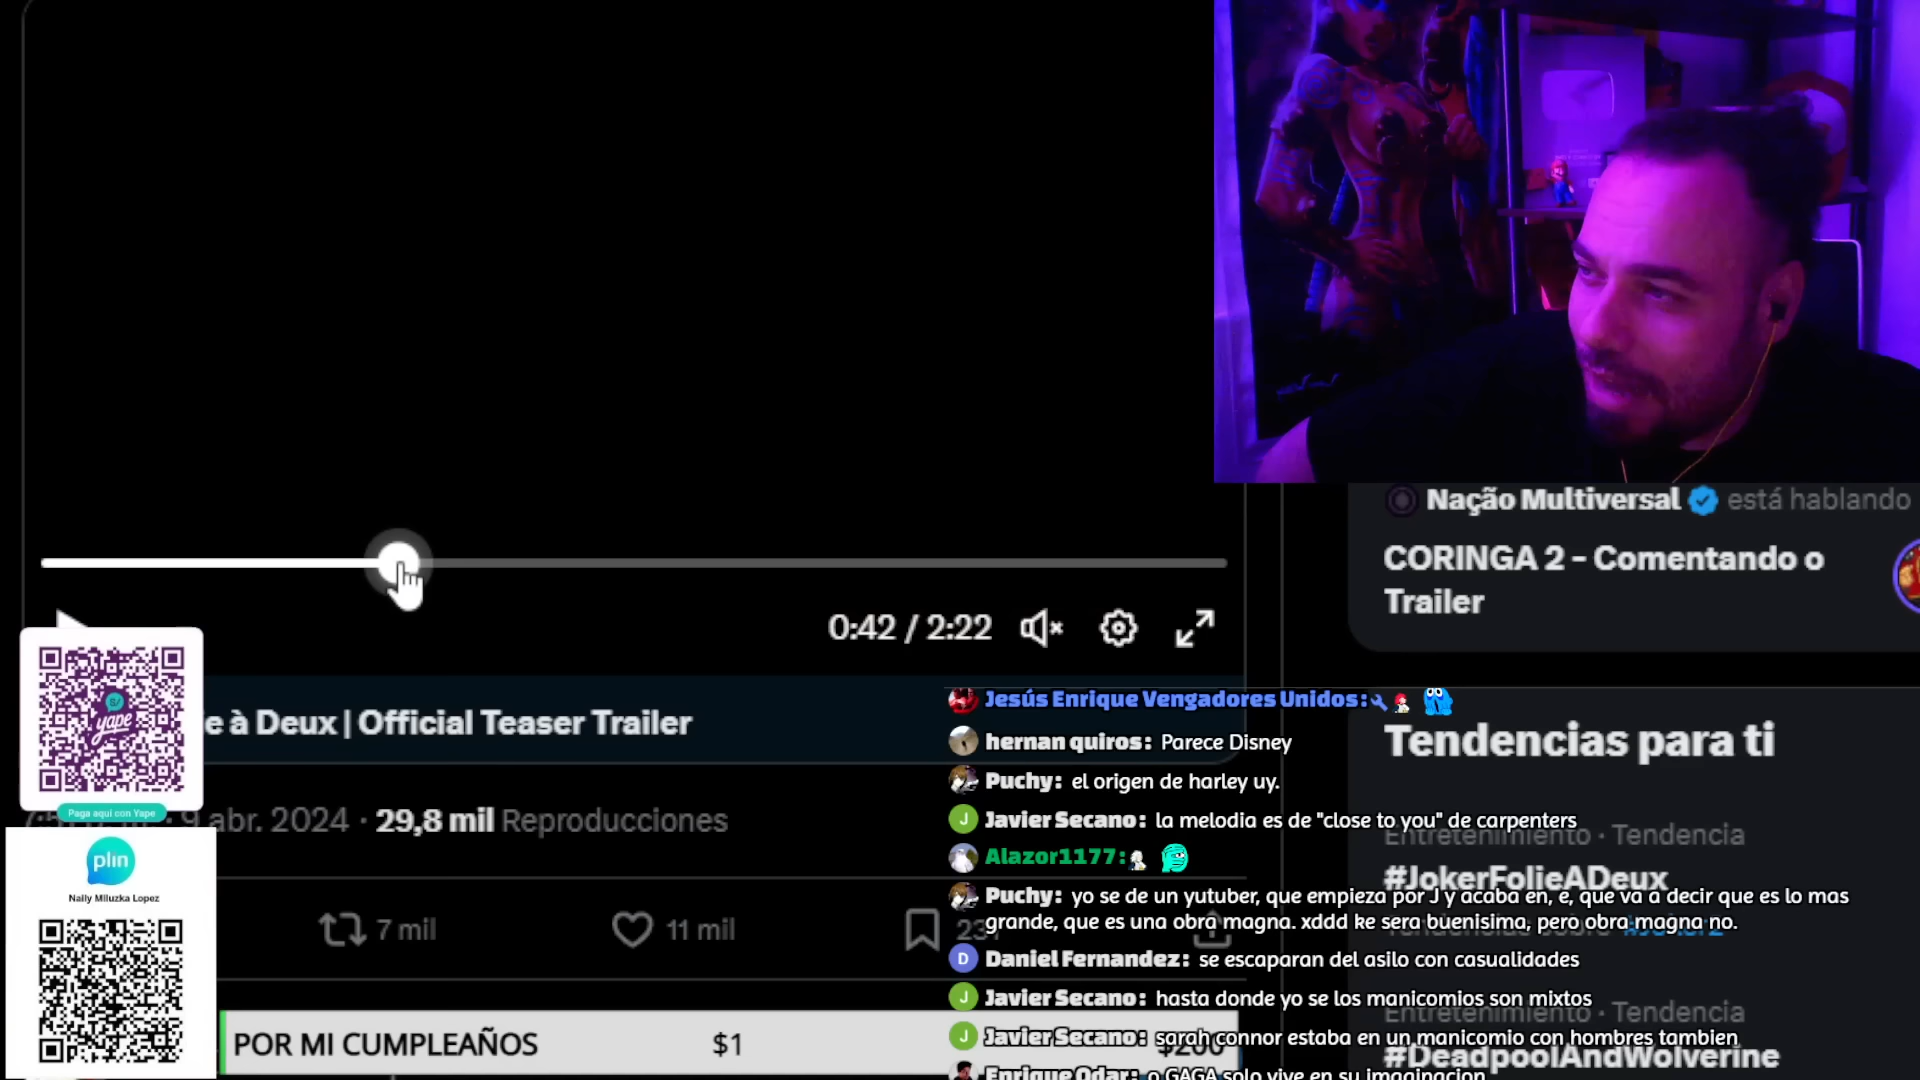 0:42 / 2:22
e à Deux | Official Teaser Trailer
9 abr. 2024 · 29,8 mil Reproducciones
7 mil
11 mil
yape
Paga aquí con Yape
plin
Nally Miluzka Lopez
POR MI CUMPLEAÑOS
$1
$200
Nação Multiversal está hablando
CORINGA 2 - Comentando o
Trailer
Tendencias para ti
Entretenimiento · Tendencia
#JokerFolieADeux
Entretenimiento · Tendencia
#DeadpoolAndWolverine
Jesús Enrique Vengadores Unidos:
hernan quiros: Parece Disney
Puchy: el origen de harley uy.
Javier Secano: la melodia es de "close to you" de carpenters
Alazor1177:
Puchy: yo se de un yutuber, que empieza por J y acaba en, e, que va a decir que es lo mas
grande, que es una obra magna. xddd ke sera buenisima, pero obra magna no.
Daniel Fernandez: se escaparan del asilo con casualidades
Javier Secano: hasta donde yo se los manicomios son mixtos
Javier Secano: sarah connor estaba en un manicomio con hombres tambien
Enrique Odar: o GAGA solo vive en su imaginacion